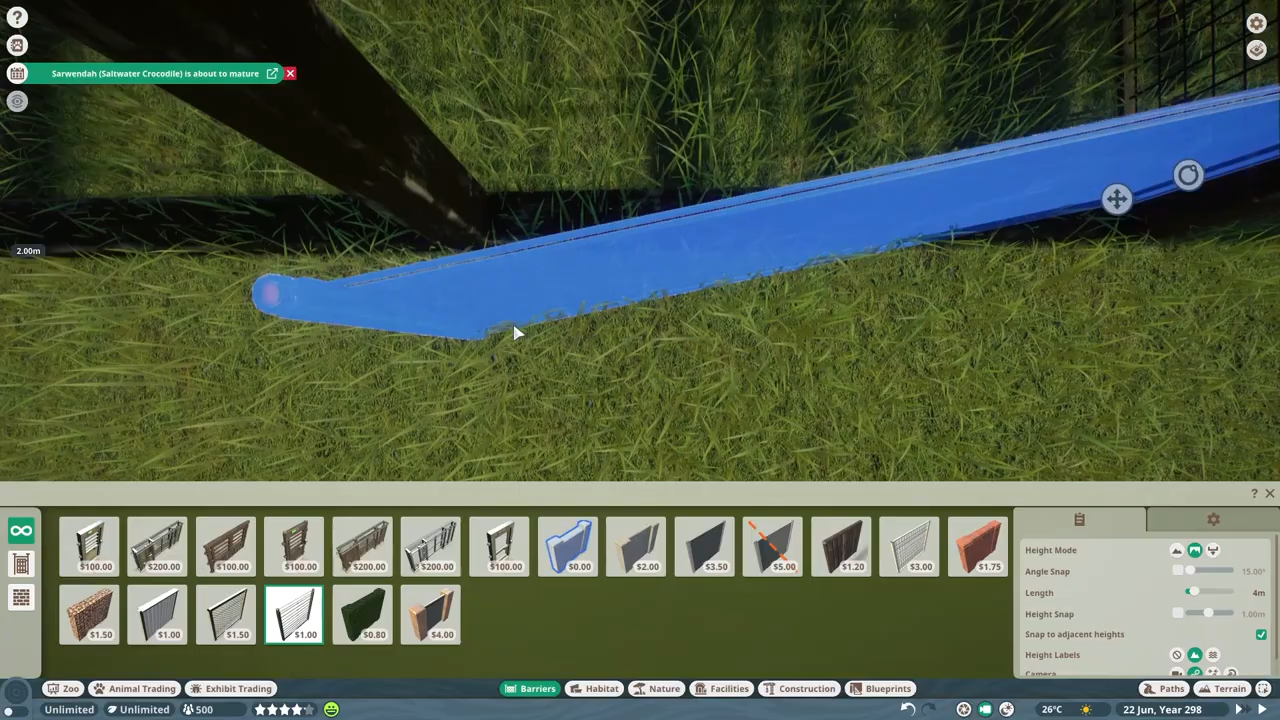 ?
Sarwendah (Saltwater Crocodile) is about to mature
2.00m
?
$100.00 $200.00 $100.00 $100.00 $200.00 $200.00 $100.00 $0.00 $2.00 $3.50 $5.00 $1.20 $3.00 $1.75
$1.50 $1.00 $1.50 $1.00 $0.80 $4.00
Height Mode
Angle Snap 15.00°
Length 4m
Height Snap 1.00m
Snap to adjacent heights
Height Labels
Camera
Zoo Animal Trading Exhibit Trading Barriers Habitat Nature Facilities Construction Blueprints Paths Terrain
Unlimited Unlimited 500 26°C 22 Jun, Year 298